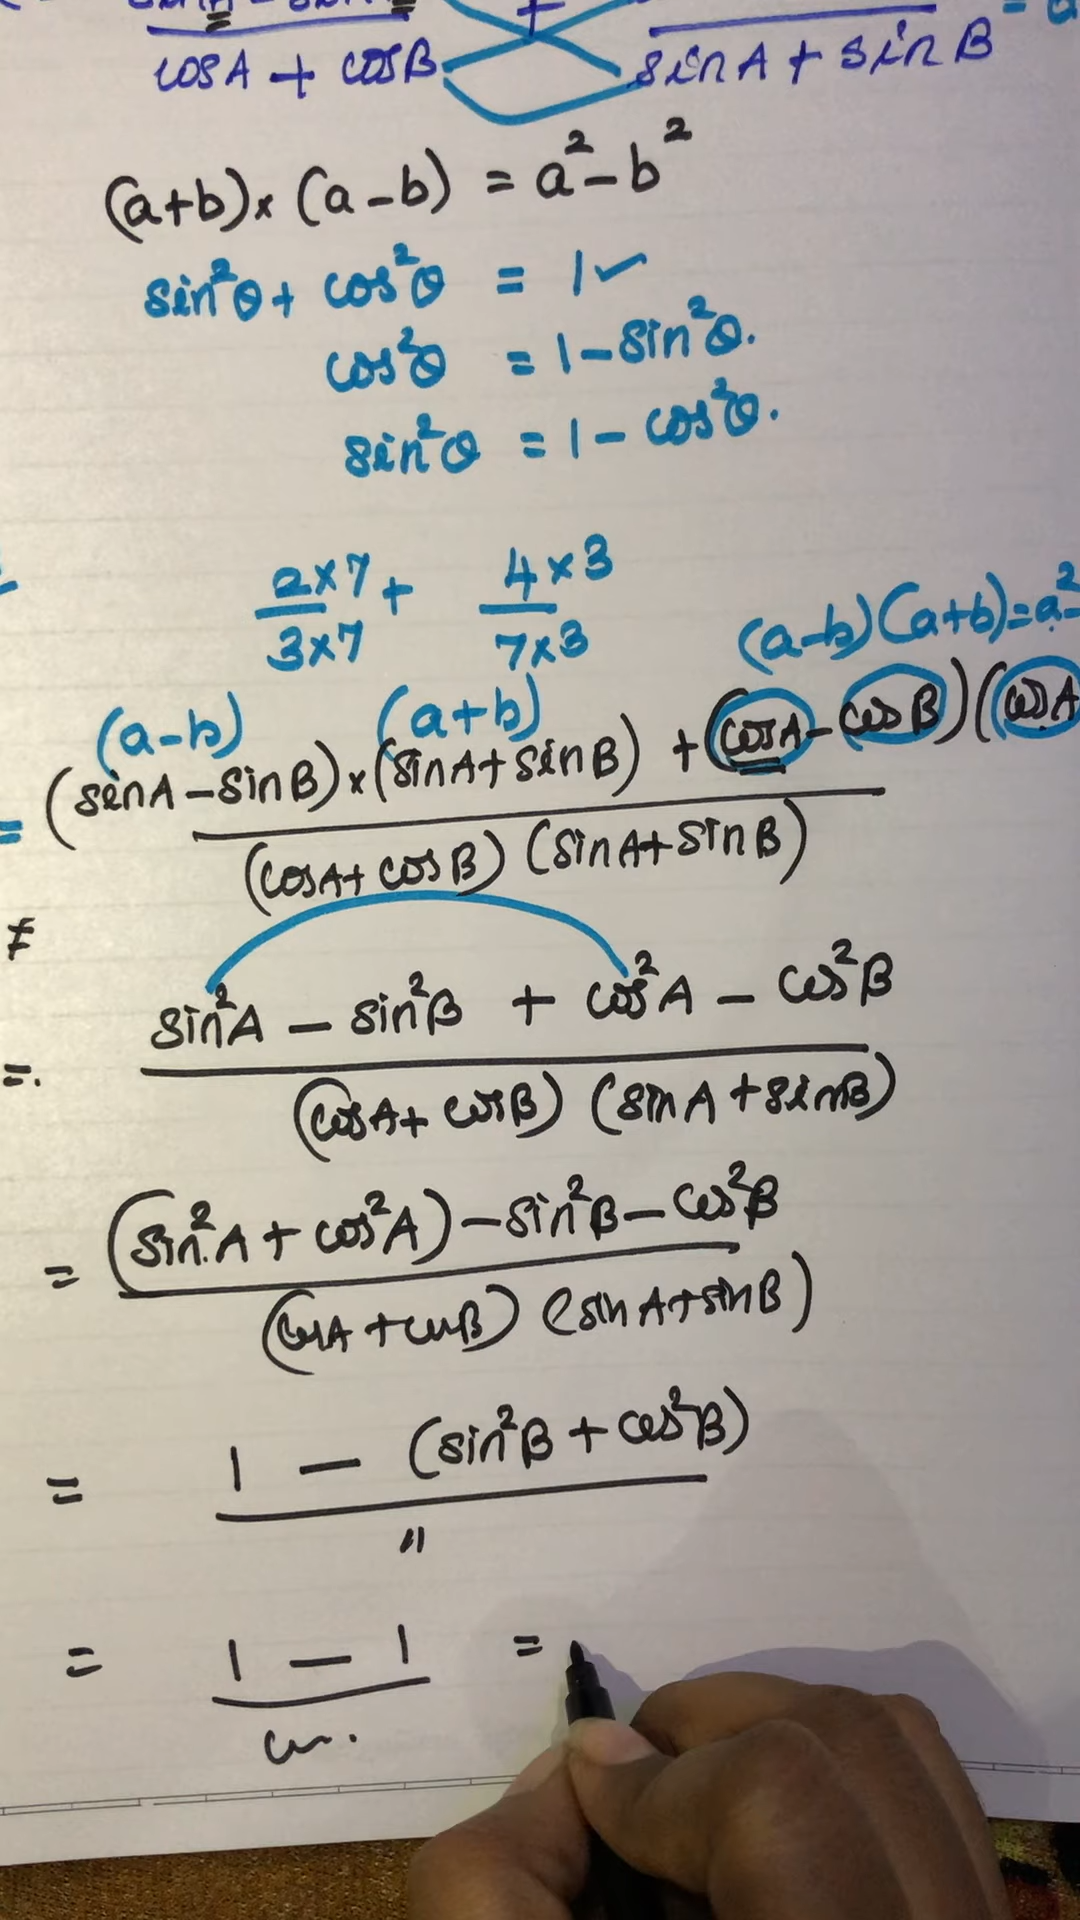 cosA + cosB + sinA + sinB
(a+b)× (a-b) = a²-b²
sin²θ + cos²θ = 1 ✓
cos²θ = 1-sin²θ.
sin²θ = 1- cos²θ.
2×7/3×7 + 4×3/7×3
(a-b)(a+b)=a²-
(a-b) (a+b)
= (sinA-sinB)×(sinA+sinB) + (cosA-cosB)(cosA
(cosA+ cosB) (sinA+sinB)
sin²A - sin²B + cos²A - cos²B
=. (cosA+ cosB) (sinA+sinB)
= (sin²A + cos²A)-sin²B-cos²B
(cosA+cosB) (sinA+sinB)
= 1 - (sin²B + cos²B)
"
= 1 - 1 =